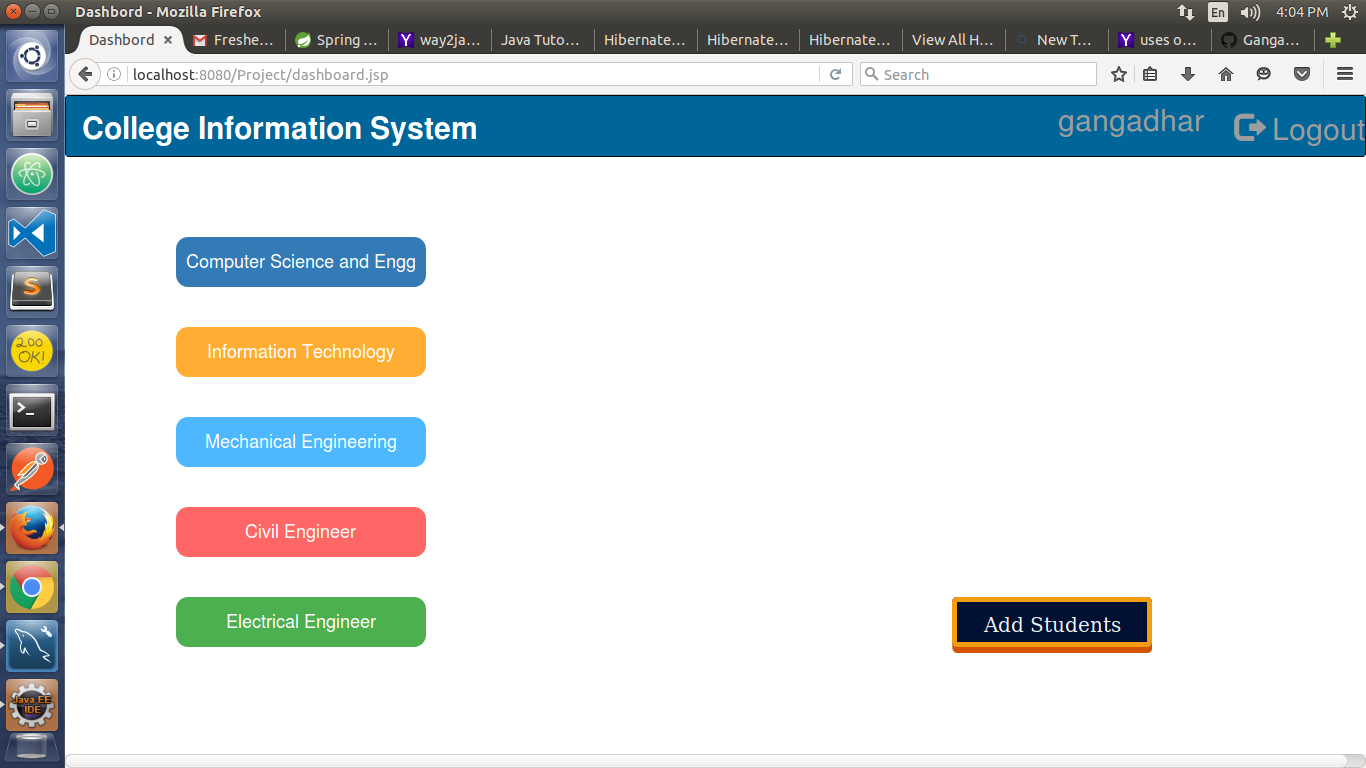 Dashbord - Mozilla Firefox
En
4:04 PM
Dashbord
Freshe...
Spring ...
way2ja...
Java Tuto...
Hibernate...
Hibernate...
Hibernate...
View All H...
New T...
uses o...
Ganga...
localhost:8080/Project/dashboard.jsp
Search
College Information System
gangadhar
Logout
Computer Science and Engg
Information Technology
Mechanical Engineering
Civil Engineer
Electrical Engineer
Add Students
S
200
OK!
>_
Java EE
IDE